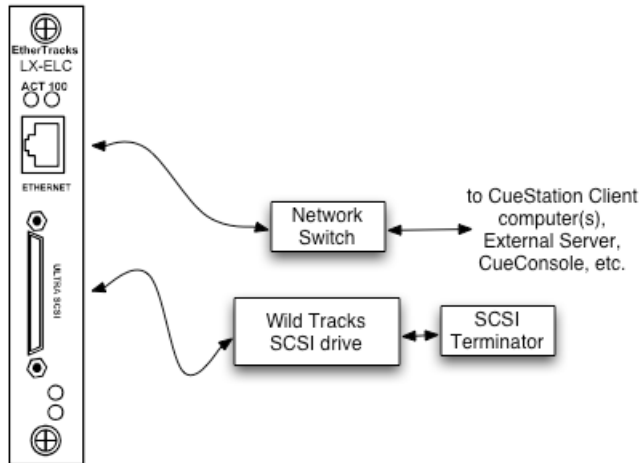 EtherTracks
LX-ELC
ACT 100
ETHERNET
ULTRA SCSI
Network
Switch
to CueStation Client
computer(s),
External Server,
CueConsole, etc.
Wild Tracks
SCSI drive
SCSI
Terminator